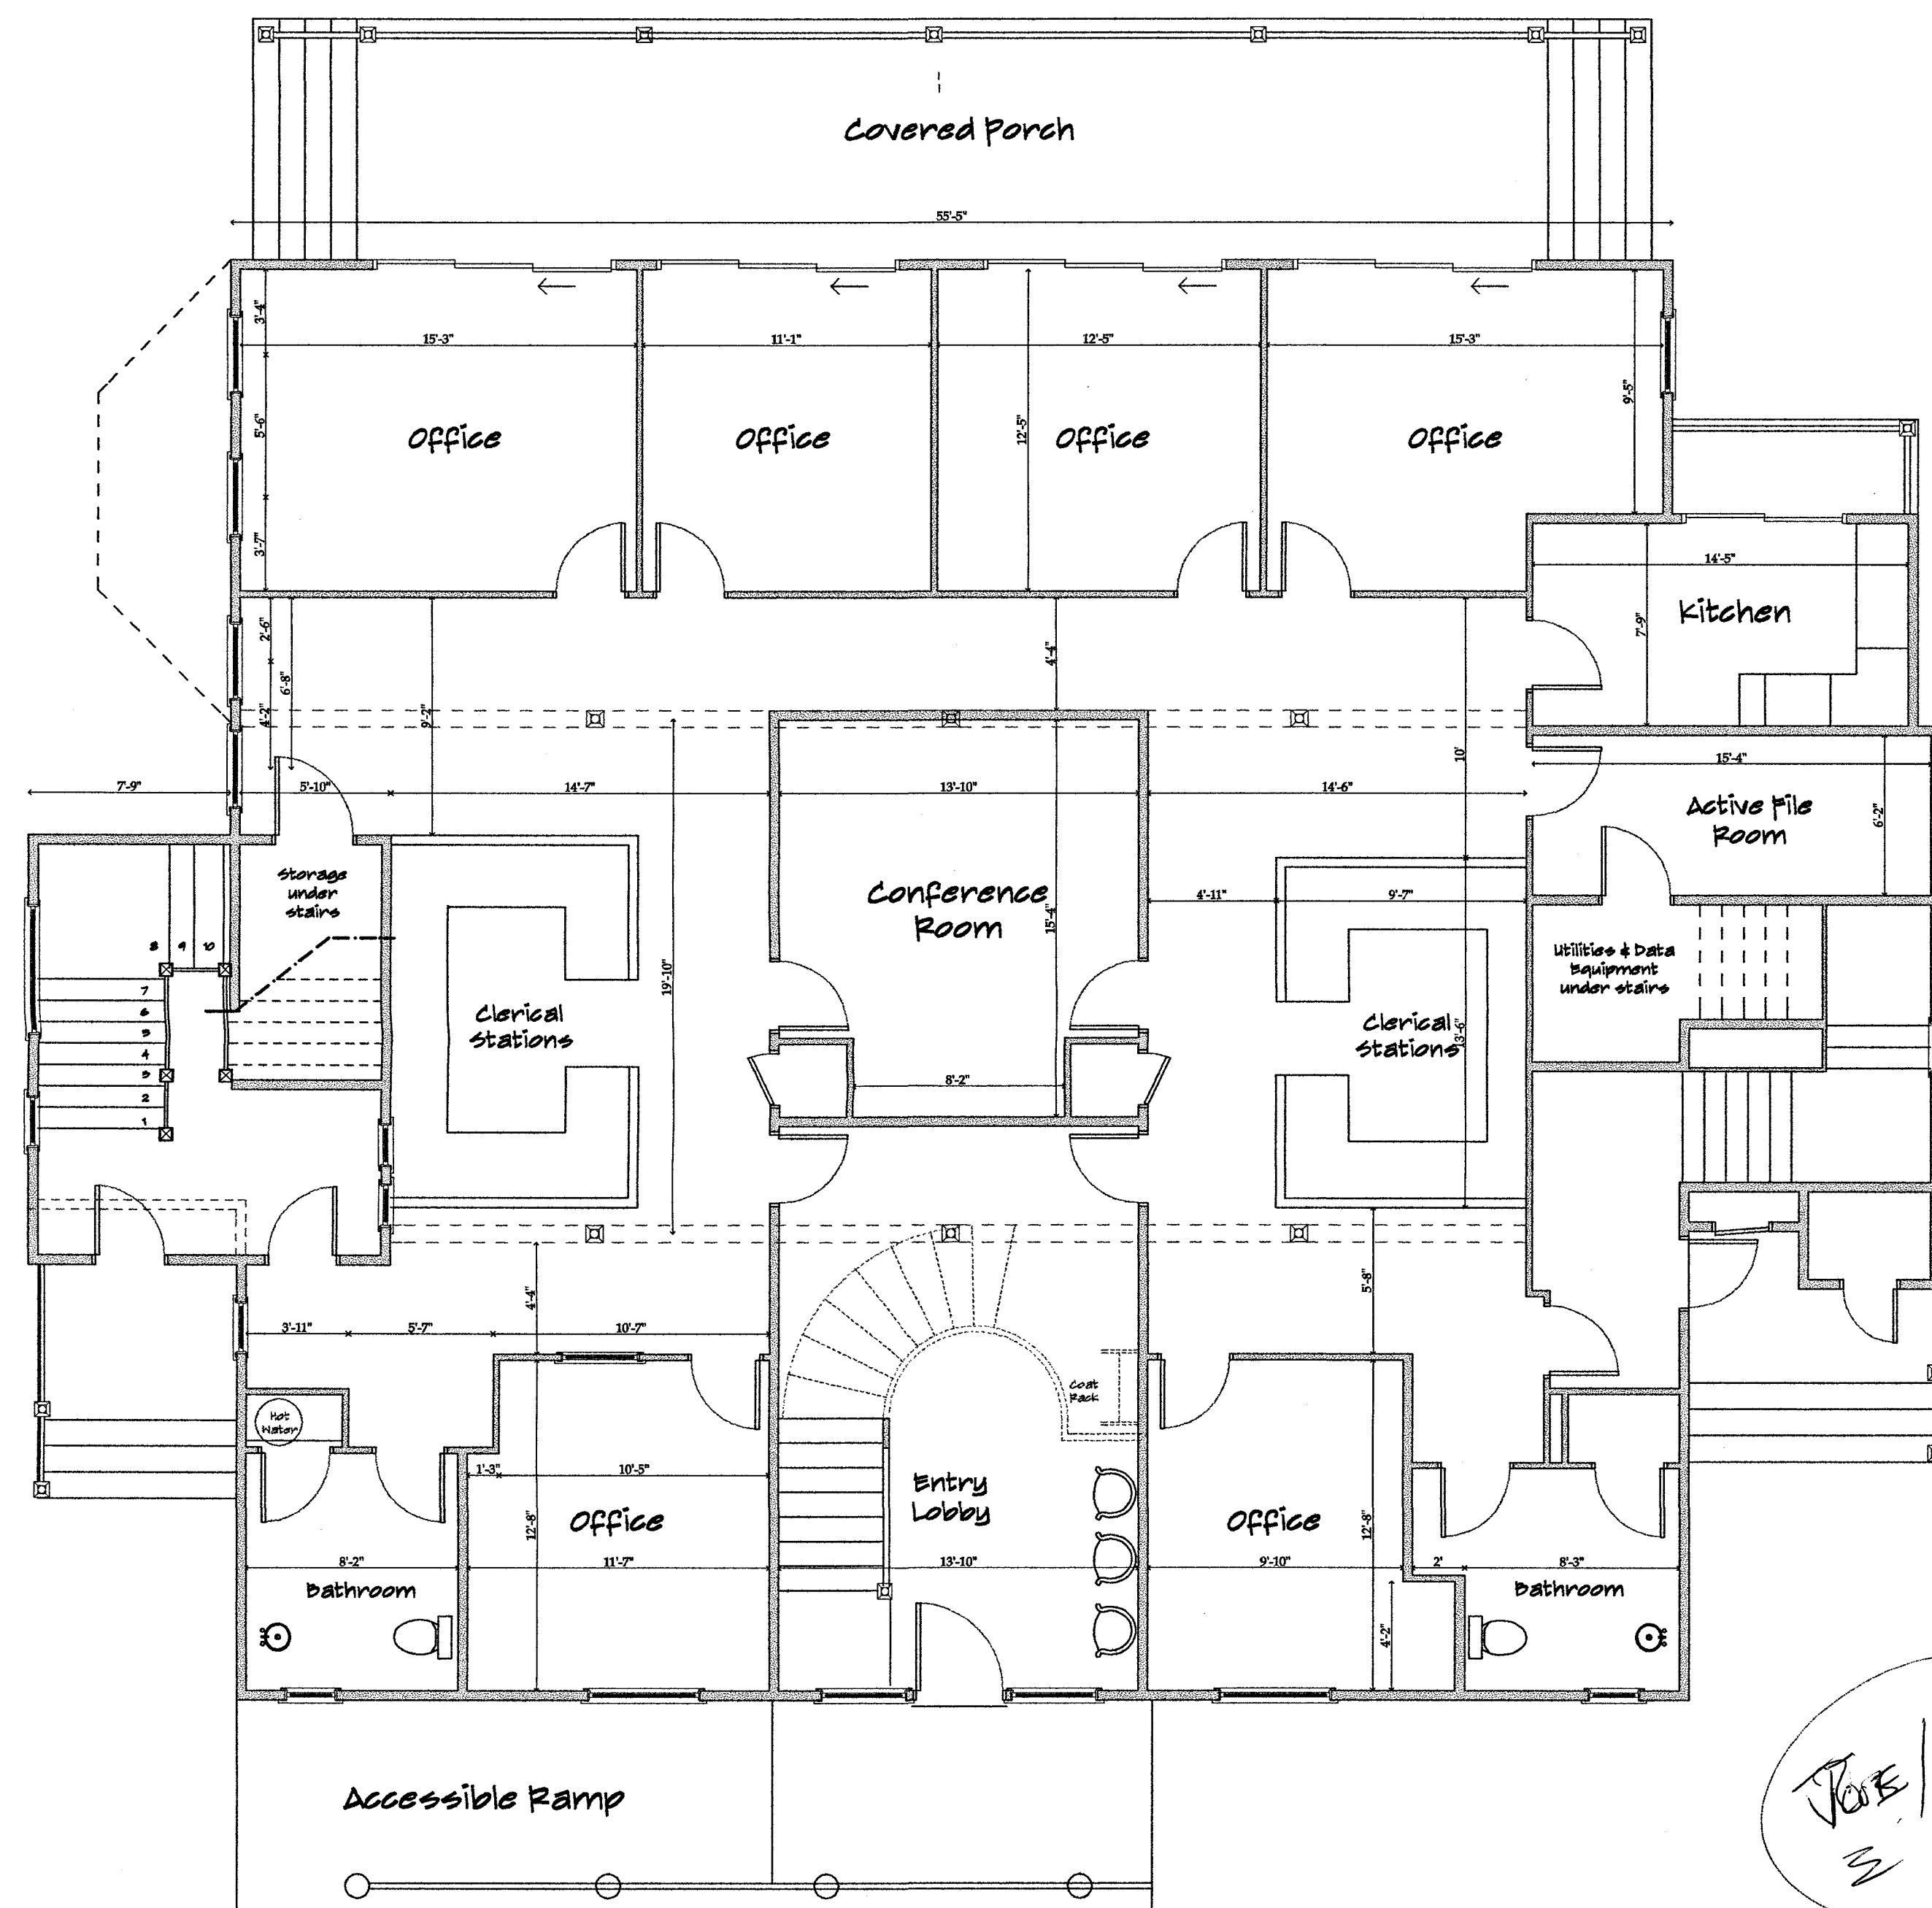 Covered Porch
55'-5"
3'-4"
15'-3"
11'-1"
12'-5"
15'-3"
9'-5"
5'-6"
Office
Office
12'-5"
Office
Office
3'-7"
14'-5"
Kitchen
7'-9"
2'-6"
6'-8"
4'-2"
9'-2"
4'-4"
10'
15'-4"
7'-9"
5'-10"
14'-7"
13'-10"
14'-6"
Active File
Room
6'-2"
Storage
under
stairs
Conference
Room
15'-4"
4'-11"
9'-7"
8 9 10
7
6
5
4
3
2
1
19'-10"
Utilities & Data
Equipment
under stairs
Clerical
Stations
Clerical
Stations
13'-6"
8'-2"
4'-4"
5'-8"
3'-11"
5'-7"
10'-7"
Coat
Rack
Hot
Water
1'-3"
10'-5"
Entry
Lobby
12'-8"
Office
Office
12'-8"
8'-2"
11'-7"
13'-10"
9'-10"
2'
8'-3"
Bathroom
Bathroom
4'-2"
Accessible Ramp